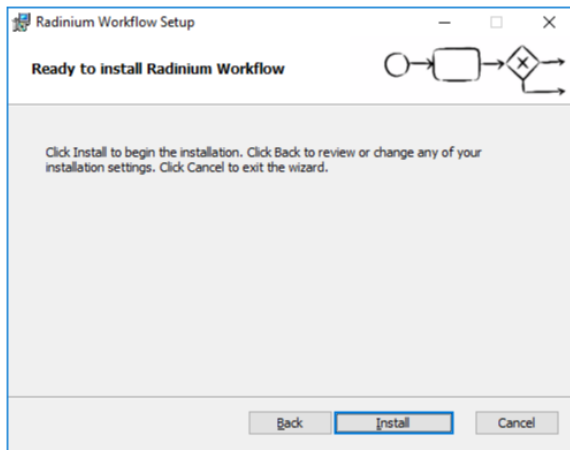 Radinium Workflow Setup
Ready to install Radinium Workflow
Click Install to begin the installation. Click Back to review or change any of your
installation settings. Click Cancel to exit the wizard.
Back Install Cancel